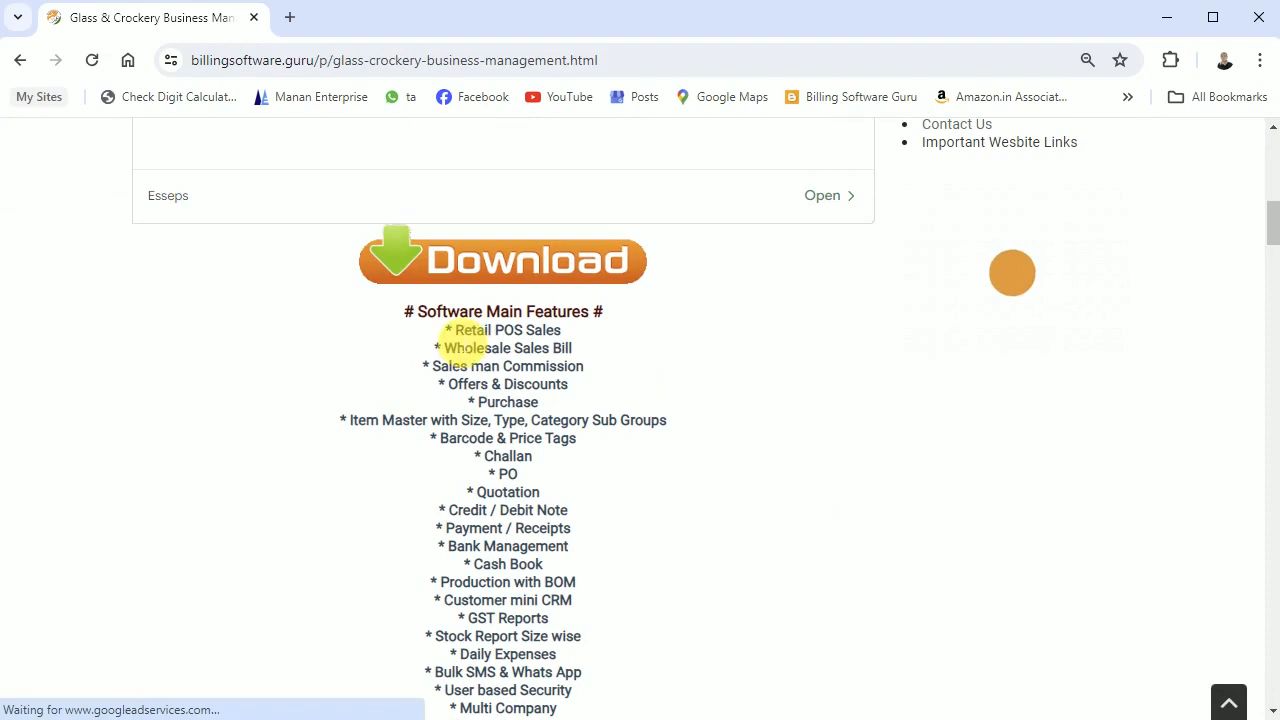 Glass & Crockery Business Man
billingsoftware.guru/p/glass-crockery-business-management.html
My Sites
Check Digit Calculat...
Manan Enterprise
ta
Facebook
YouTube
Posts
Google Maps
Billing Software Guru
Amazon.in Associat...
All Bookmarks
Contact Us
Important Wesbite Links
Esseps
Open
Download
# Software Main Features #
* Retail POS Sales
* Wholesale Sales Bill
* Sales man Commission
* Offers & Discounts
* Purchase
* Item Master with Size, Type, Category Sub Groups
* Barcode & Price Tags
* Challan
* PO
* Quotation
* Credit / Debit Note
* Payment / Receipts
* Bank Management
* Cash Book
* Production with BOM
* Customer mini CRM
* GST Reports
* Stock Report Size wise
* Daily Expenses
* Bulk SMS & Whats App
* User based Security
* Multi Company
Waiting for www.googleadservices.com...